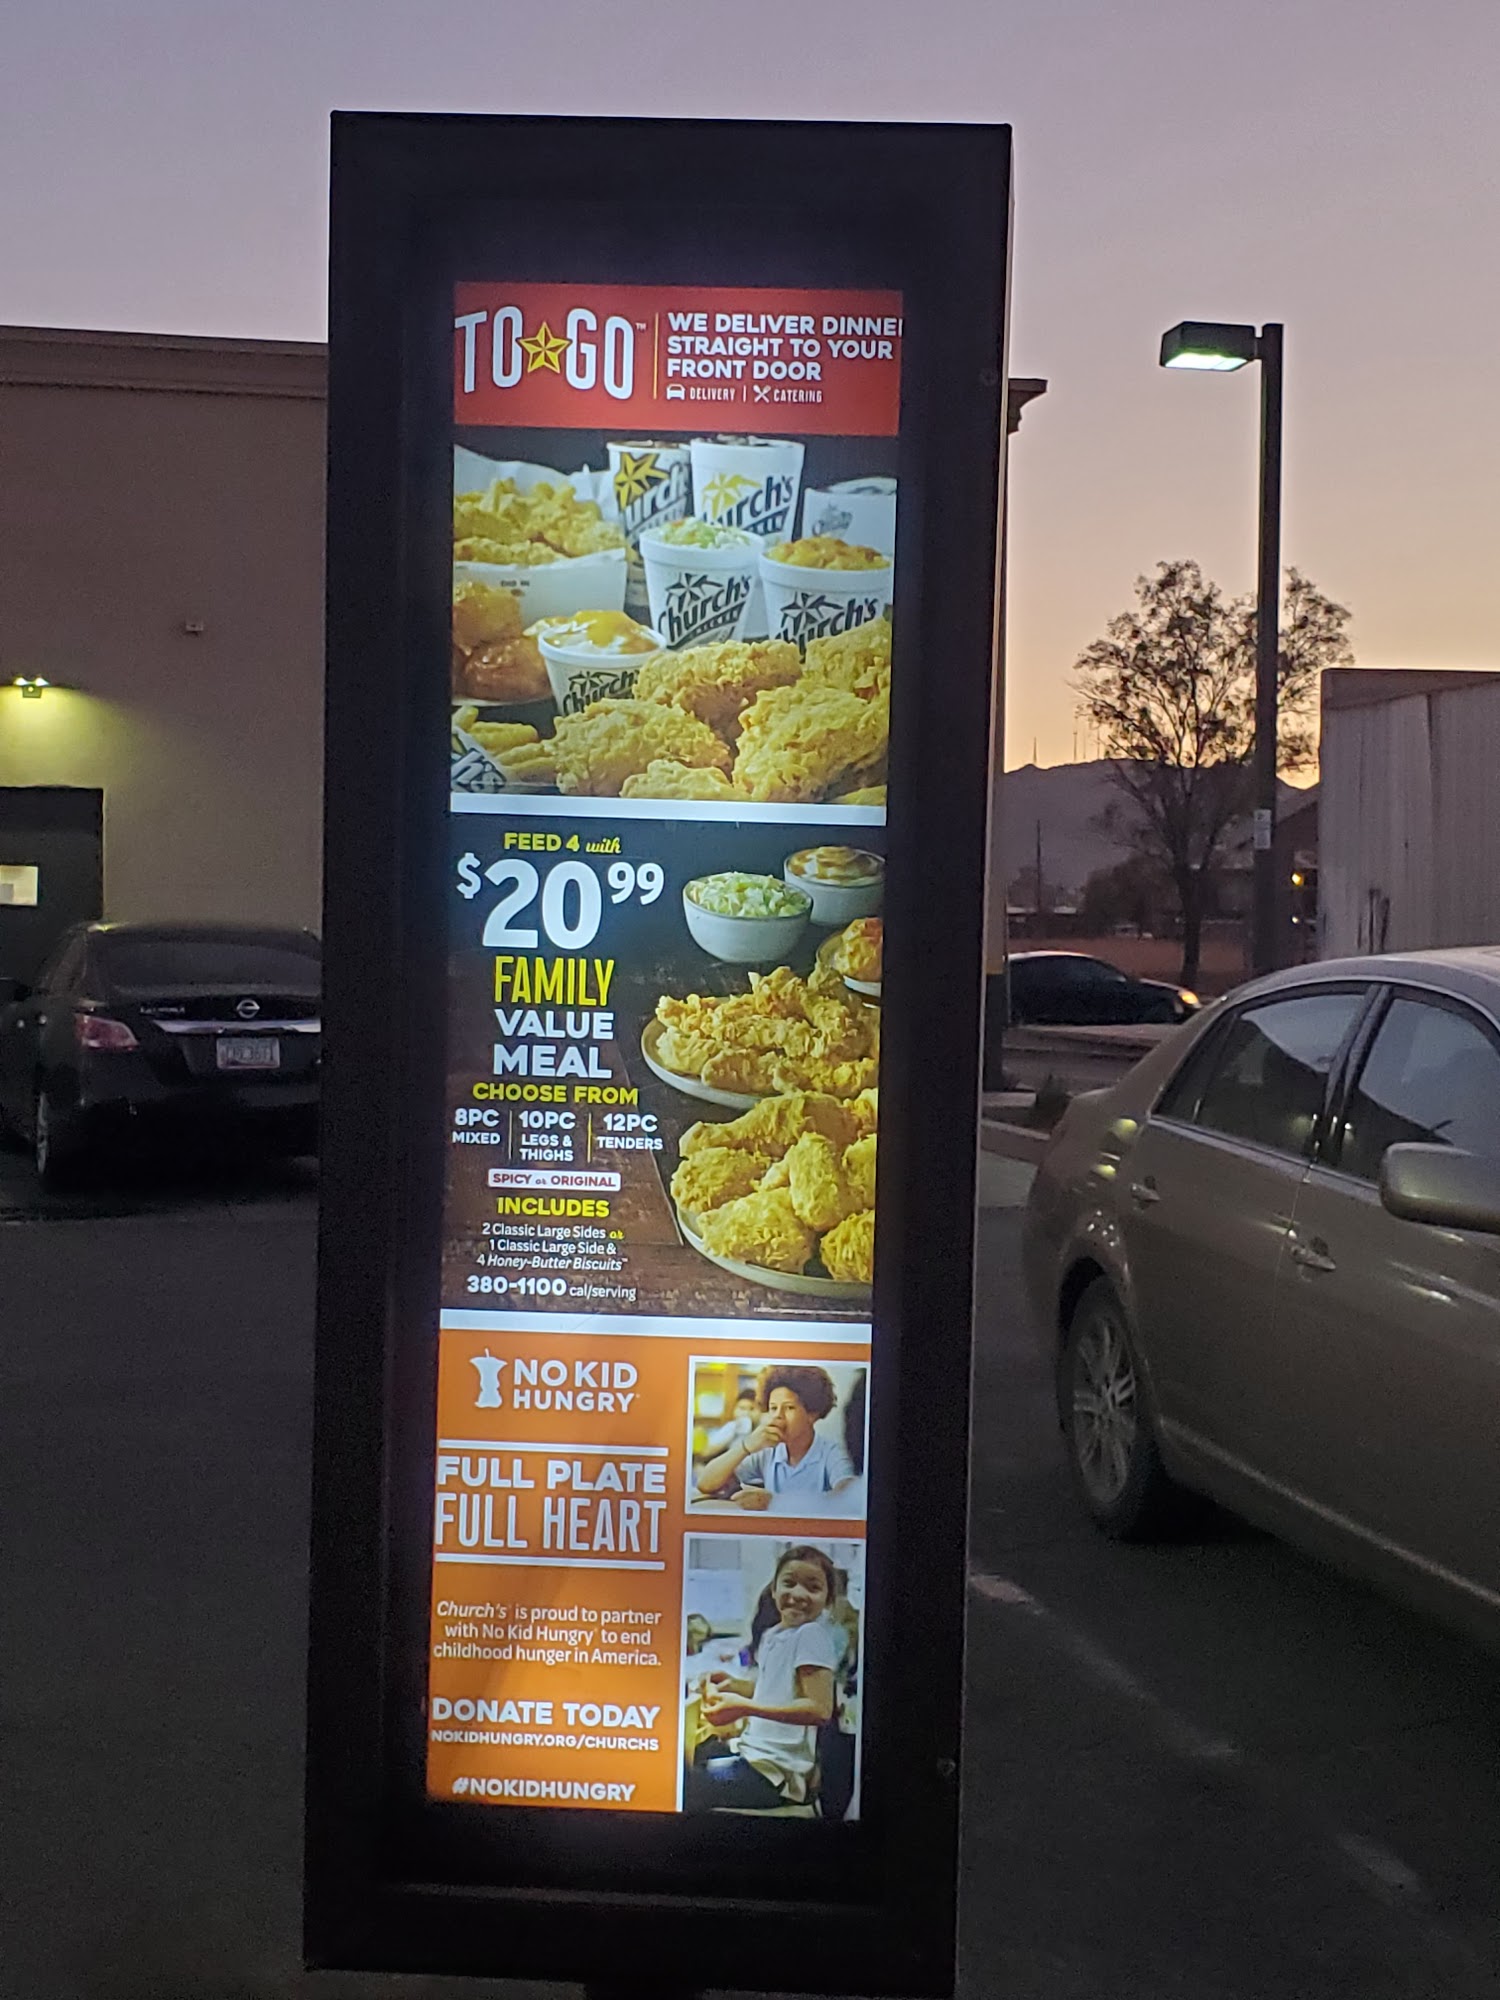 TO GO™
WE DELIVER DINNE
STRAIGHT TO YOUR
FRONT DOOR
DELIVERY | CATERING
Church's
Church's
Church's
Church's
FEED 4 with
$20.99
FAMILY
VALUE
MEAL
CHOOSE FROM
8PC MIXED | 10PC LEGS & THIGHS | 12PC TENDERS
SPICY or ORIGINAL
INCLUDES
2 Classic Large Sides or
1 Classic Large Side &
4 Honey-Butter Biscuits™
380-1100 cal/serving
NO KID
HUNGRY
FULL PLATE
FULL HEART
Church's® is proud to partner
with No Kid Hungry® to end
childhood hunger in America.
DONATE TODAY
NOKIDHUNGRY.ORG/CHURCHS
#NOKIDHUNGRY